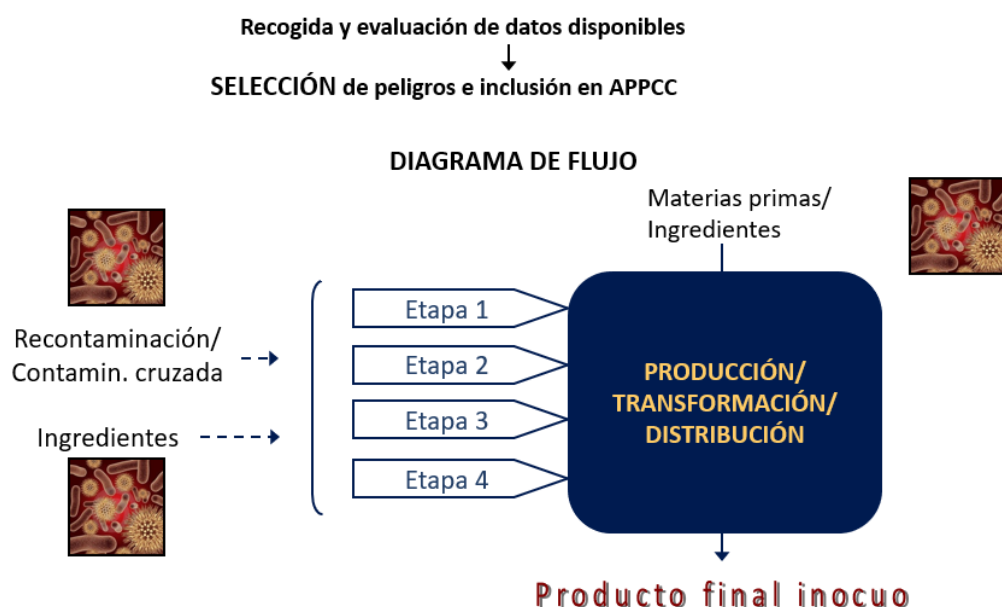 Recogida y evaluación de datos disponibles
SELECCIÓN de peligros e inclusión en APPCC
DIAGRAMA DE FLUJO
Materias primas/
Ingredientes
Recontaminación/
Contamin. cruzada
Ingredientes
Etapa 1
Etapa 2
Etapa 3
Etapa 4
PRODUCCIÓN/
TRANSFORMACIÓN/
DISTRIBUCIÓN
Producto final inocuo